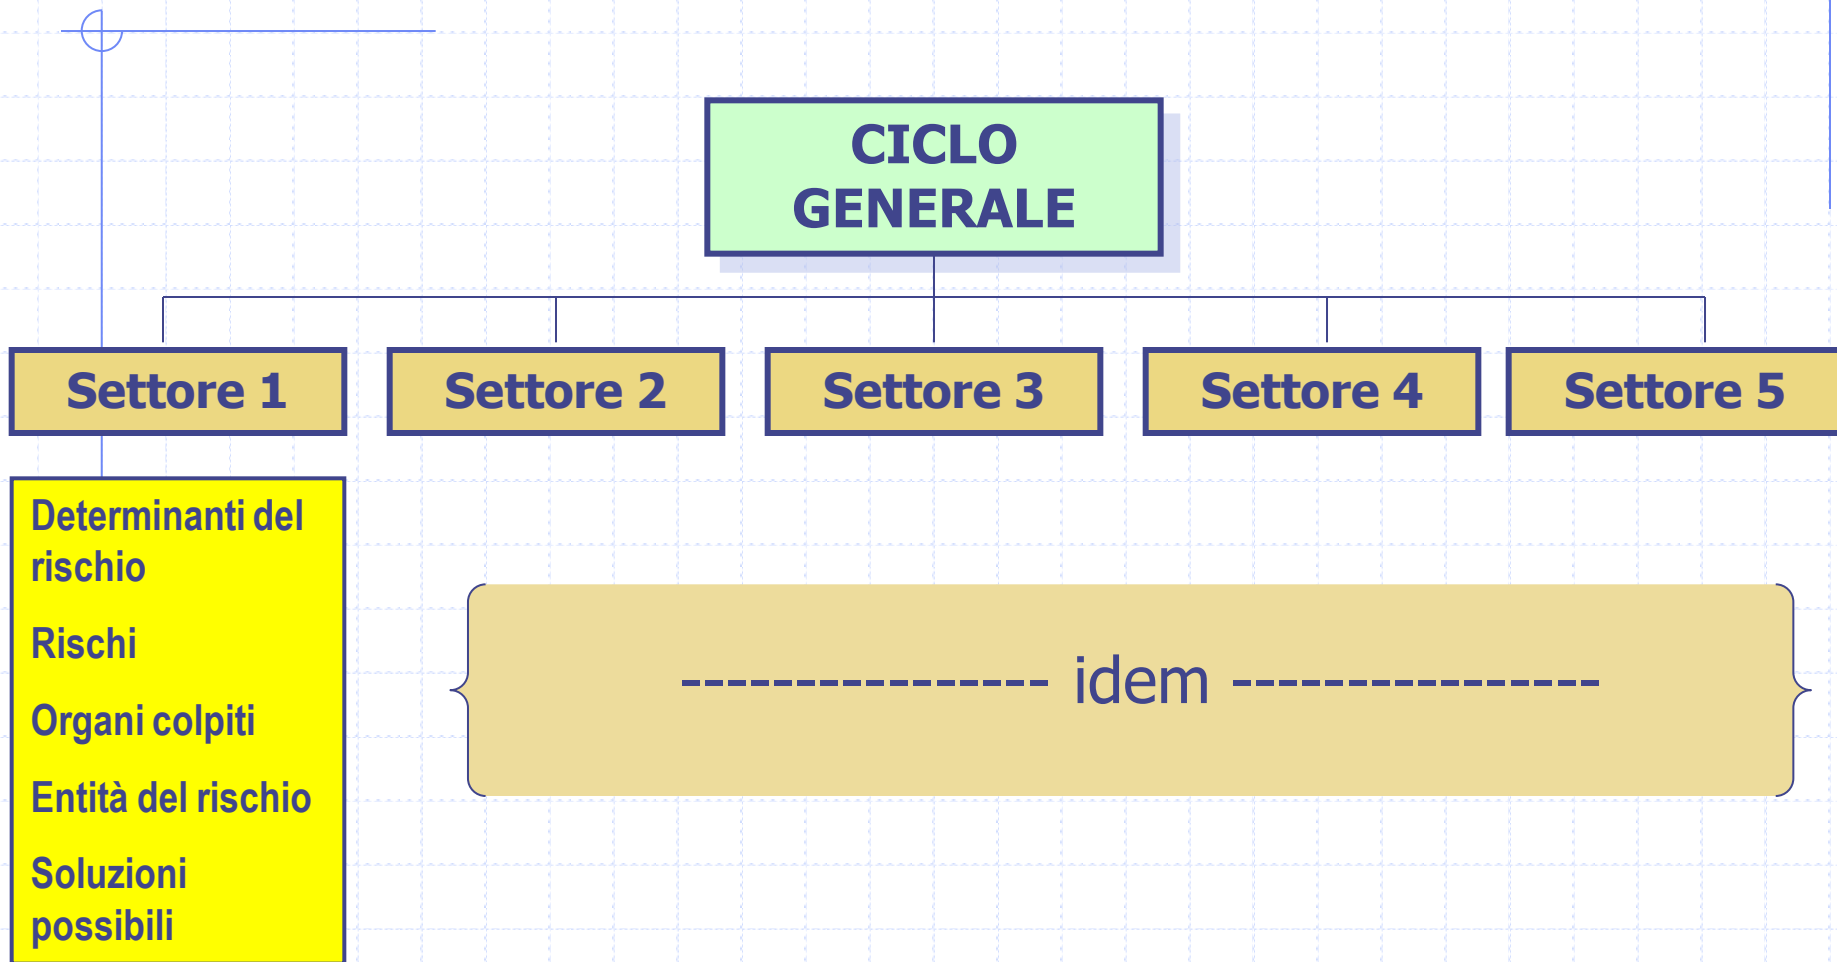 CICLO
GENERALE
Settore 1
Settore 2
Settore 3
Settore 4
Settore 5
Determinanti del
rischio
Rischi
Organi colpiti
Entità del rischio
Soluzioni
possibili
---------------- idem ----------------